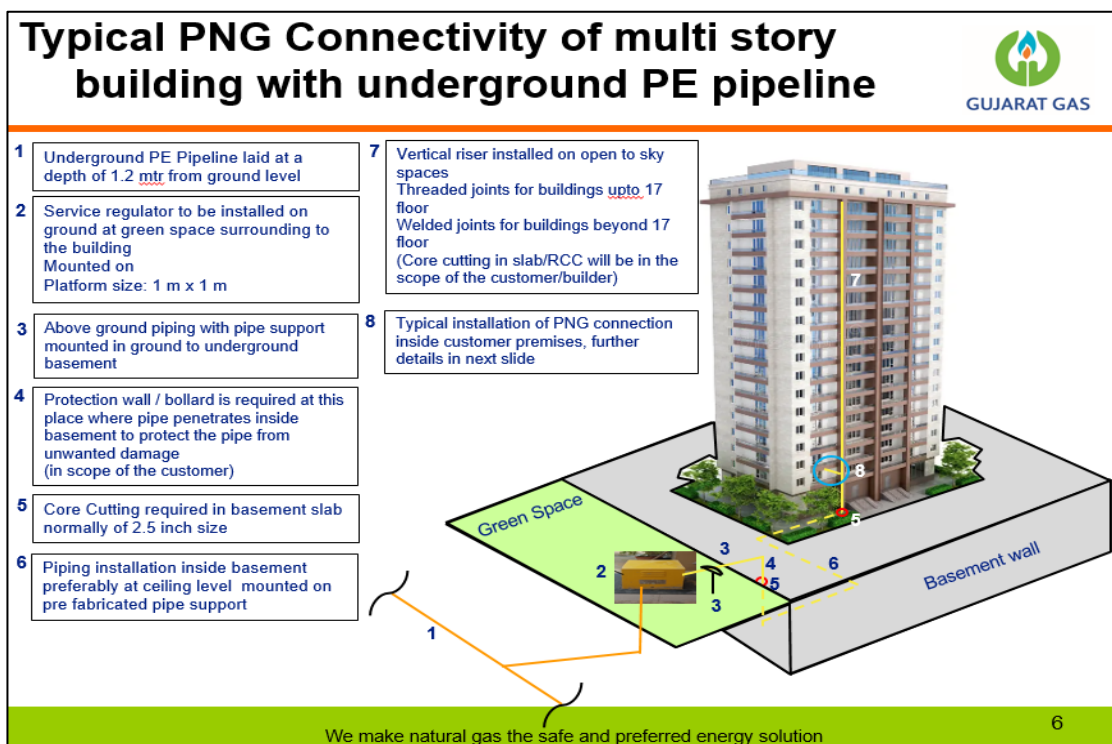 Typical PNG Connectivity of multi story
building with underground PE pipeline
GUJARAT GAS
1
Underground PE Pipeline laid at a
depth of 1.2 mtr from ground level
2
Service regulator to be installed on
ground at green space surrounding to
the building
Mounted on
Platform size: 1 m x 1 m
3
Above ground piping with pipe support
mounted in ground to underground
basement
4
Protection wall / bollard is required at this
place where pipe penetrates inside
basement to protect the pipe from
unwanted damage
(in scope of the customer)
5
Core Cutting required in basement slab
normally of 2.5 inch size
6
Piping installation inside basement
preferably at ceiling level mounted on
pre fabricated pipe support
7
Vertical riser installed on open to sky
spaces
Threaded joints for buildings upto 17
floor
Welded joints for buildings beyond 17
floor
(Core cutting in slab/RCC will be in the
scope of the customer/builder)
8
Typical installation of PNG connection
inside customer premises, further
details in next slide
7
8
5
Green Space
3
4
6
Basement wall
2
5
3
1
We make natural gas the safe and preferred energy solution
6